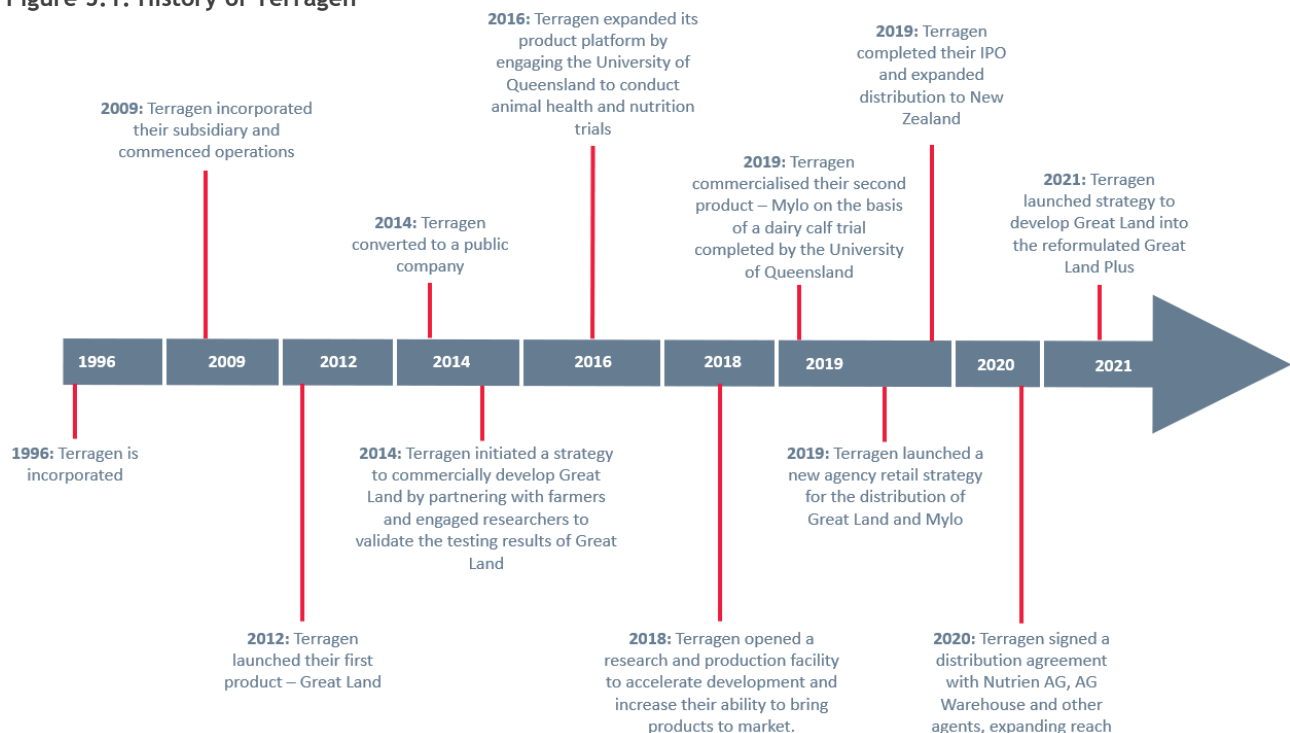 Figure 5.1: History of Terragen
2016: Terragen expanded its
product platform by
engaging the University of
Queensland to conduct
animal health and nutrition
trials
2019: Terragen
completed their IPO
and expanded
distribution to New
Zealand
2009: Terragen incorporated
their subsidiary and
commenced operations
2019: Terragen
commercialised their second
product – Mylo on the basis
of a dairy calf trial
completed by the University
of Queensland
2021: Terragen
launched strategy to
develop Great Land into
the reformulated Great
Land Plus
2014: Terragen
converted to a public
company
1996
2009
2012
2014
2016
2018
2019
2020
2021
1996: Terragen is
incorporated
2014: Terragen initiated a strategy
to commercially develop Great
Land by partnering with farmers
and engaged researchers to
validate the testing results of Great
Land
2019: Terragen launched a
new agency retail strategy
for the distribution of
Great Land and Mylo
2012: Terragen
launched their first
product – Great Land
2018: Terragen opened a
research and production facility
to accelerate development and
increase their ability to bring
products to market.
2020: Terragen signed a
distribution agreement
with Nutrien AG, AG
Warehouse and other
agents, expanding reach